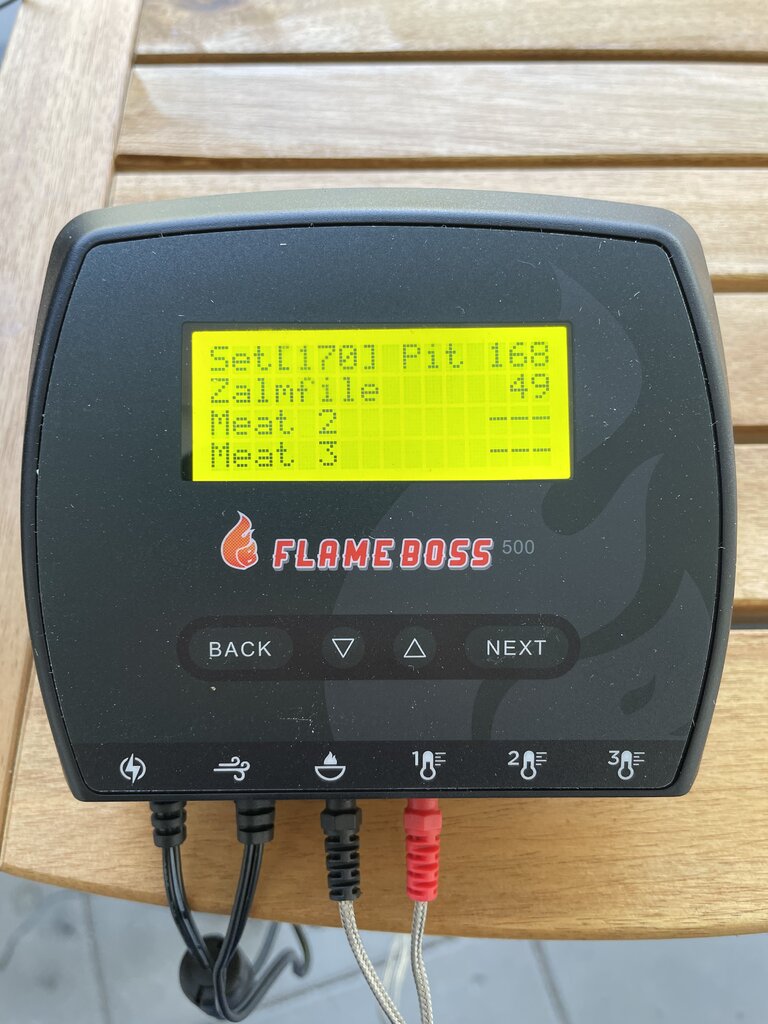 Set[170] Pit 168
Zalmfile 49
Meat 2 ---
Meat 3 ---
FLAME BOSS 500
BACK NEXT
1 2 3